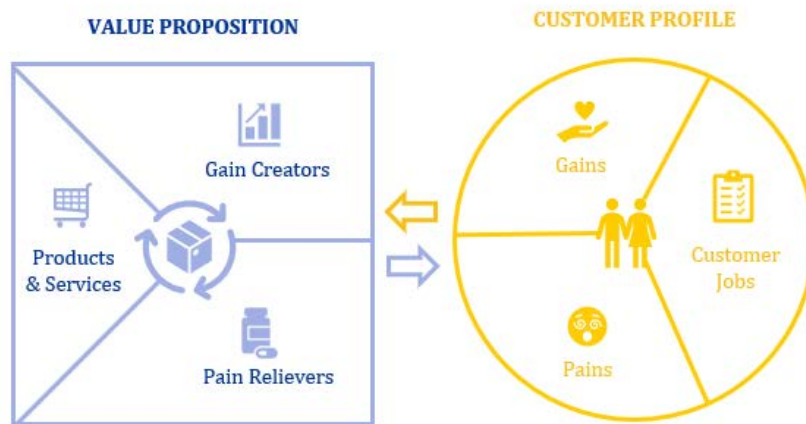 VALUE PROPOSITION
CUSTOMER PROFILE
Gain Creators
Products
& Services
Pain Relievers
Gains
Customer
Jobs
Pains